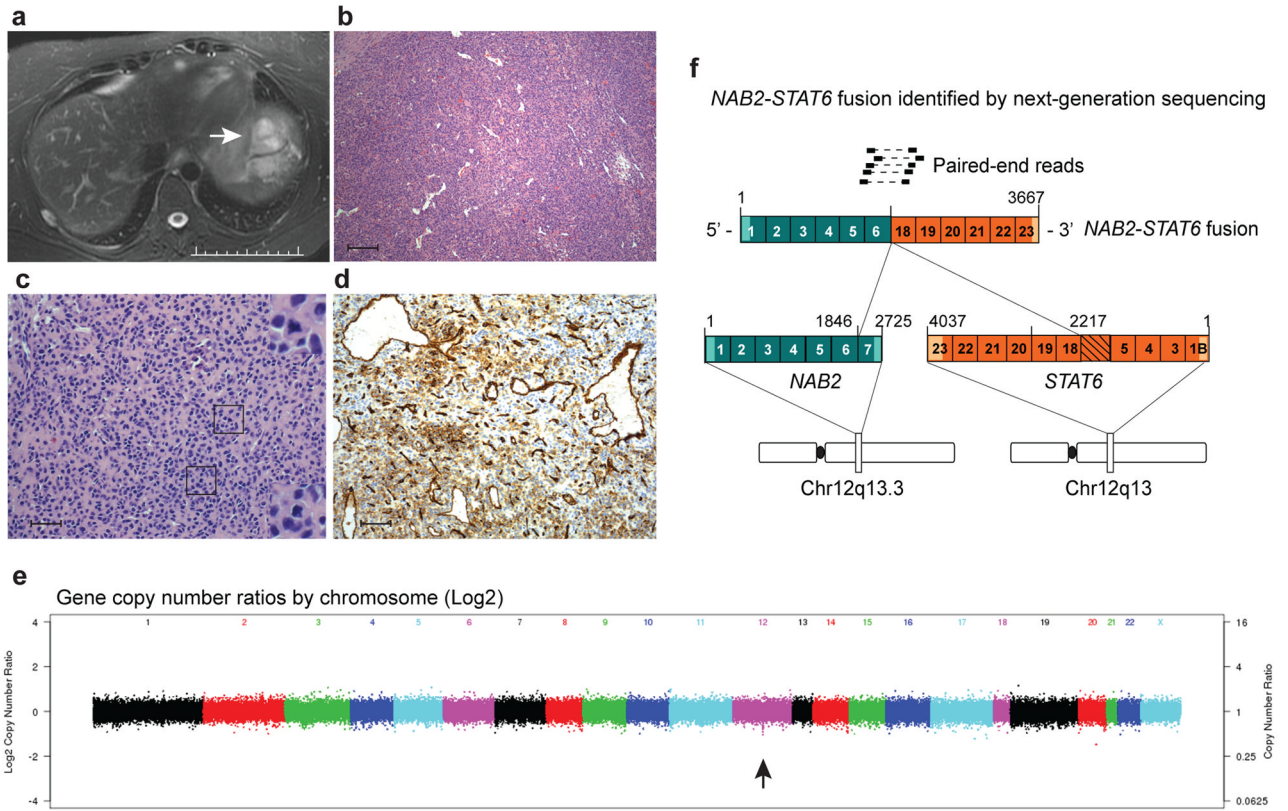 a
b
c
d
f
NAB2-STAT6 fusion identified by next-generation sequencing
Paired-end reads
1 3667
5' - 1 2 3 4 5 6 18 19 20 21 22 23 - 3' NAB2-STAT6 fusion
1 1846 2725
1 2 3 4 5 6 7
NAB2
4037 2217 1
23 22 21 20 19 18 5 4 3 1B
STAT6
Chr12q13.3
Chr12q13
e
Gene copy number ratios by chromosome (Log2)
1 2 3 4 5 6 7 8 9 10 11 12 13 14 15 16 17 18 19 20 21 22 X
Log2 Copy Number Ratio
4
2
0
-2
-4
16
4
1
0.25
0.0625
Copy Number Ratio